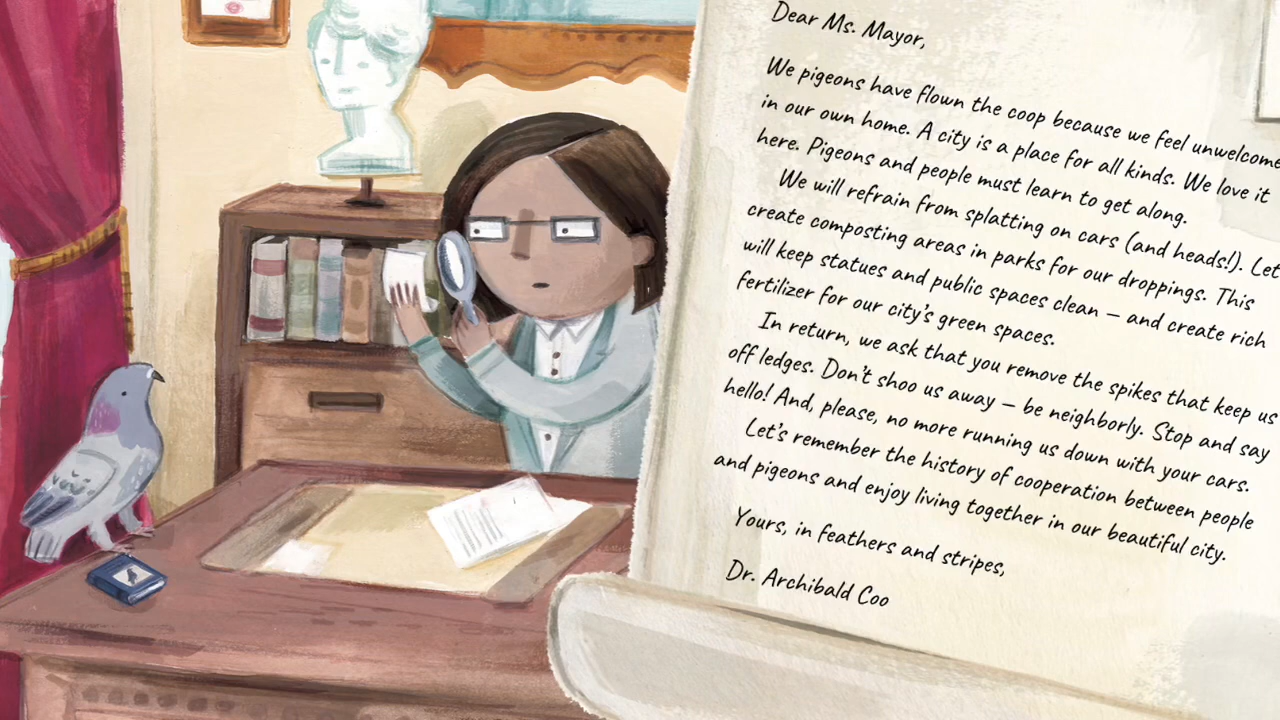 Dear Ms. Mayor,
We pigeons have flown the coop because we feel unwelcome
in our own home. A city is a place for all kinds. We love it
here. Pigeons and people must learn to get along.
We will refrain from splatting on cars (and heads!). Let
create composting areas in parks for our droppings. This
will keep statues and public spaces clean — and create rich
fertilizer for our city's green spaces.
In return, we ask that you remove the spikes that keep us
off ledges. Don't shoo us away — be neighborly. Stop and say
hello! And, please, no more running us down with your cars.
Let's remember the history of cooperation between people
and pigeons and enjoy living together in our beautiful city.
Yours, in feathers and stripes,
Dr. Archibald Coo